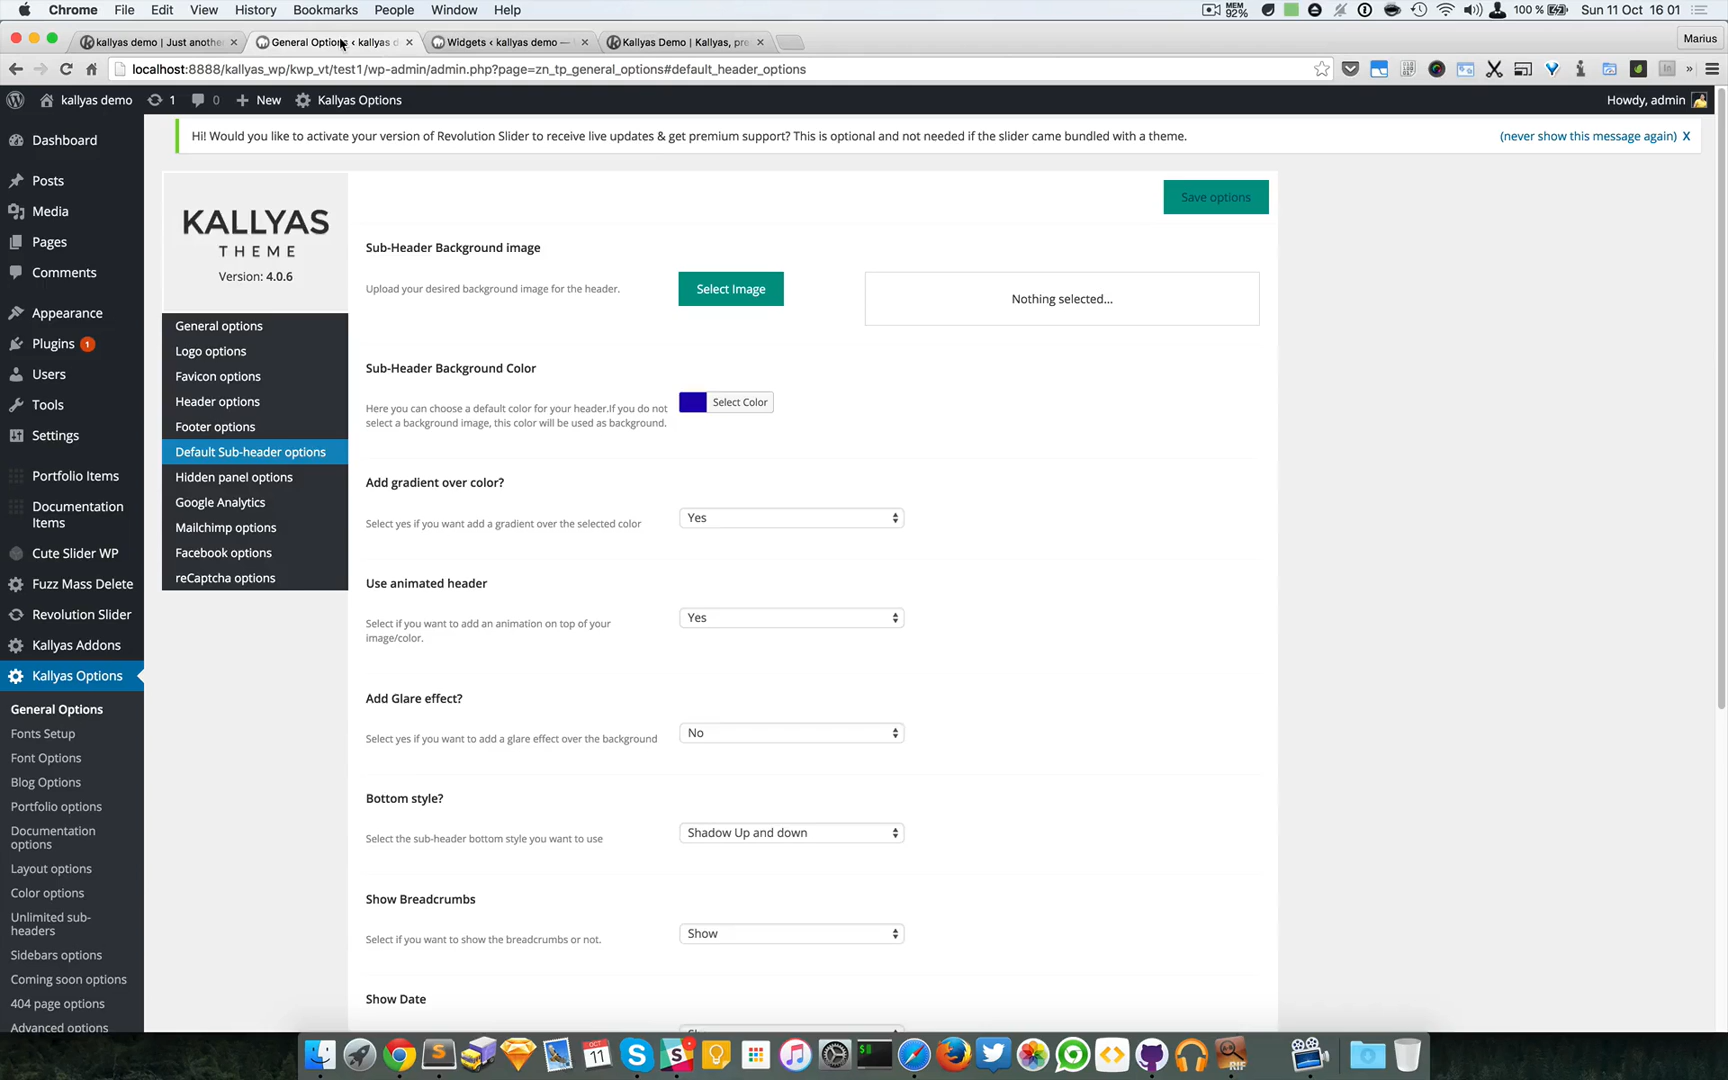 Chrome File Edit View History Bookmarks People Window Help MEM 92% 100% Sun 11 Oct 16 01
kallyas demo | Just anothe General Options ‹ kallyas d Widgets ‹ kallyas demo — Kallyas Demo | Kallyas, pre Marius
localhost:8888/kallyas_wp/kwp_vt/test1/wp-admin/admin.php?page=zn_tp_general_options#default_header_options
kallyas demo 1 0 New Kallyas Options Howdy, admin
Hi! Would you like to activate your version of Revolution Slider to receive live updates & get premium support? This is optional and not needed if the slider came bundled with a theme. (never show this message again) X
Dashboard
Posts
Media
Pages
Comments
Appearance
Plugins 1
Users
Tools
Settings
Portfolio Items
Documentation
Items
Cute Slider WP
Fuzz Mass Delete
Revolution Slider
Kallyas Addons
Kallyas Options
General Options
Fonts Setup
Font Options
Blog Options
Portfolio options
Documentation
options
Layout options
Color options
Unlimited sub-
headers
Sidebars options
Coming soon options
404 page options
Advanced options
KALLYAS
THEME
Version: 4.0.6
General options
Logo options
Favicon options
Header options
Footer options
Default Sub-header options
Hidden panel options
Google Analytics
Mailchimp options
Facebook options
reCaptcha options
Save options
Sub-Header Background image
Upload your desired background image for the header.
Select Image
Nothing selected...
Sub-Header Background Color
Here you can choose a default color for your header.If you do not
select a background image, this color will be used as background.
Select Color
Add gradient over color?
Select yes if you want add a gradient over the selected color
Yes
Use animated header
Select if you want to add an animation on top of your
image/color.
Yes
Add Glare effect?
Select yes if you want to add a glare effect over the background
No
Bottom style?
Select the sub-header bottom style you want to use
Shadow Up and down
Show Breadcrumbs
Select if you want to show the breadcrumbs or not.
Show
Show Date
OCT
11
RIF